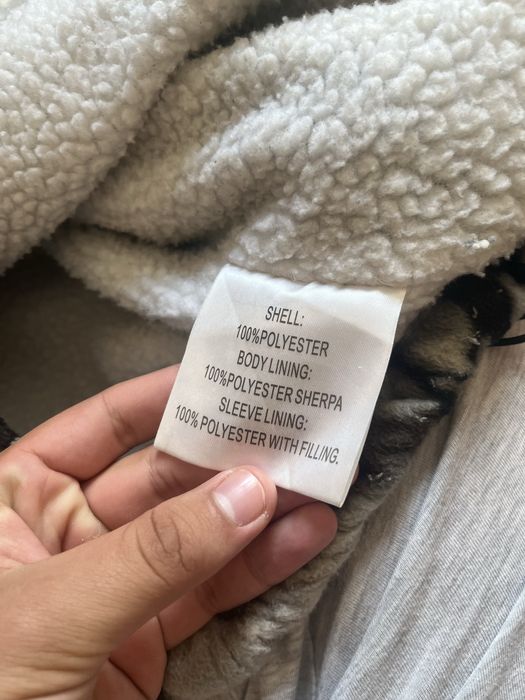 SHELL:
100%POLYESTER
BODY LINING:
100%POLYESTER SHERPA
SLEEVE LINING:
100% POLYESTER WITH FILLING.